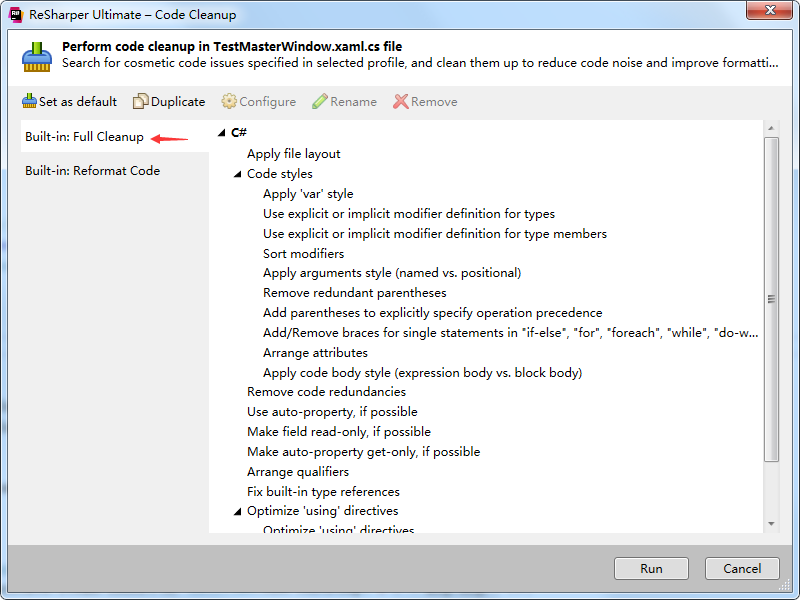 ReSharper Ultimate – Code Cleanup
Perform code cleanup in TestMasterWindow.xaml.cs file
Search for cosmetic code issues specified in selected profile, and clean them up to reduce code noise and improve formatti...
Set as default Duplicate Configure Rename Remove
Built-in: Full Cleanup
Built-in: Reformat Code
C#
Apply file layout
Code styles
Apply 'var' style
Use explicit or implicit modifier definition for types
Use explicit or implicit modifier definition for type members
Sort modifiers
Apply arguments style (named vs. positional)
Remove redundant parentheses
Add parentheses to explicitly specify operation precedence
Add/Remove braces for single statements in "if-else", "for", "foreach", "while", "do-w...
Arrange attributes
Apply code body style (expression body vs. block body)
Remove code redundancies
Use auto-property, if possible
Make field read-only, if possible
Make auto-property get-only, if possible
Arrange qualifiers
Fix built-in type references
Optimize 'using' directives
Optimize 'using' directives
Run Cancel